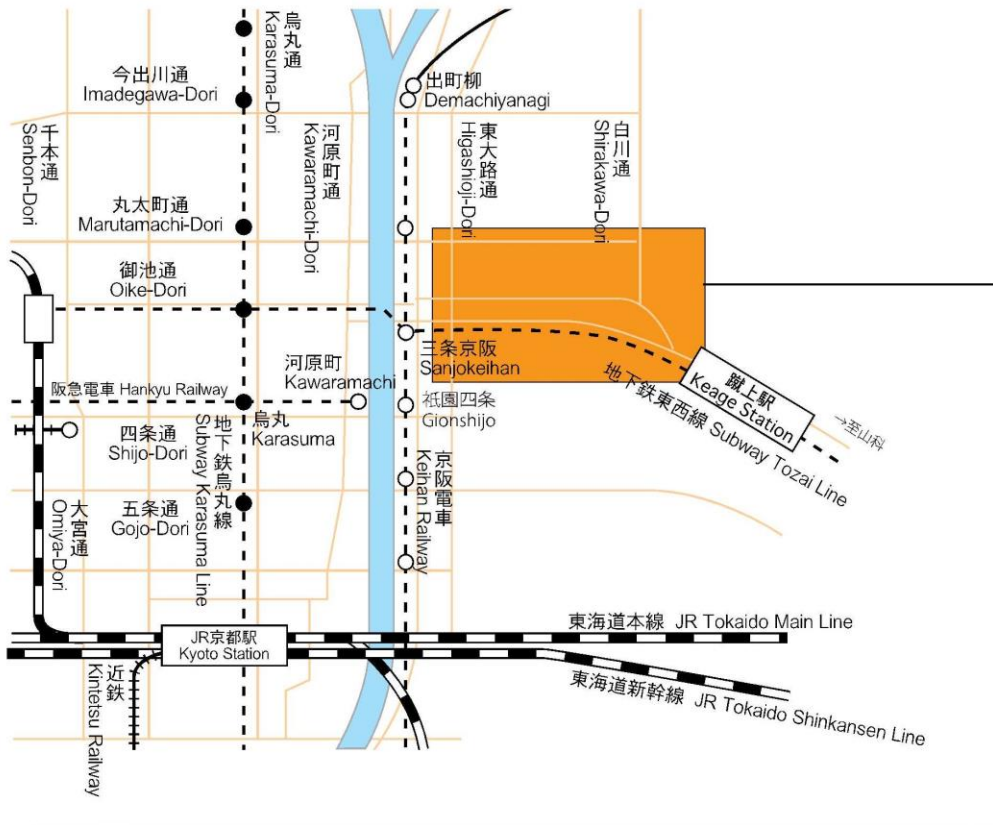 烏丸通
Karasuma-Dori
今出川通
Imadegawa-Dori
出町柳
Demachiyanagi
千本通
Senbon-Dori
河原町通
Kawaramachi-Dori
東大路通
Higashioji-Dori
白川通
Shirakawa-Dori
丸太町通
Marutamachi-Dori
御池通
Oike-Dori
三条京阪
Sanjokeihan
河原町
Kawaramachi
蹴上駅
Keage Station
地下鉄東西線 Subway Tozai Line
→至山科
阪急電車 Hankyu Railway
祇園四条
Gionshijo
烏丸
Karasuma
四条通
Shijo-Dori
地下鉄烏丸線
Subway Karasuma Line
京阪電車
Keihan Railway
大宮通
Omiya-Dori
五条通
Gojo-Dori
JR京都駅
Kyoto Station
東海道本線 JR Tokaido Main Line
東海道新幹線 JR Tokaido Shinkansen Line
近鉄
Kintetsu Railway